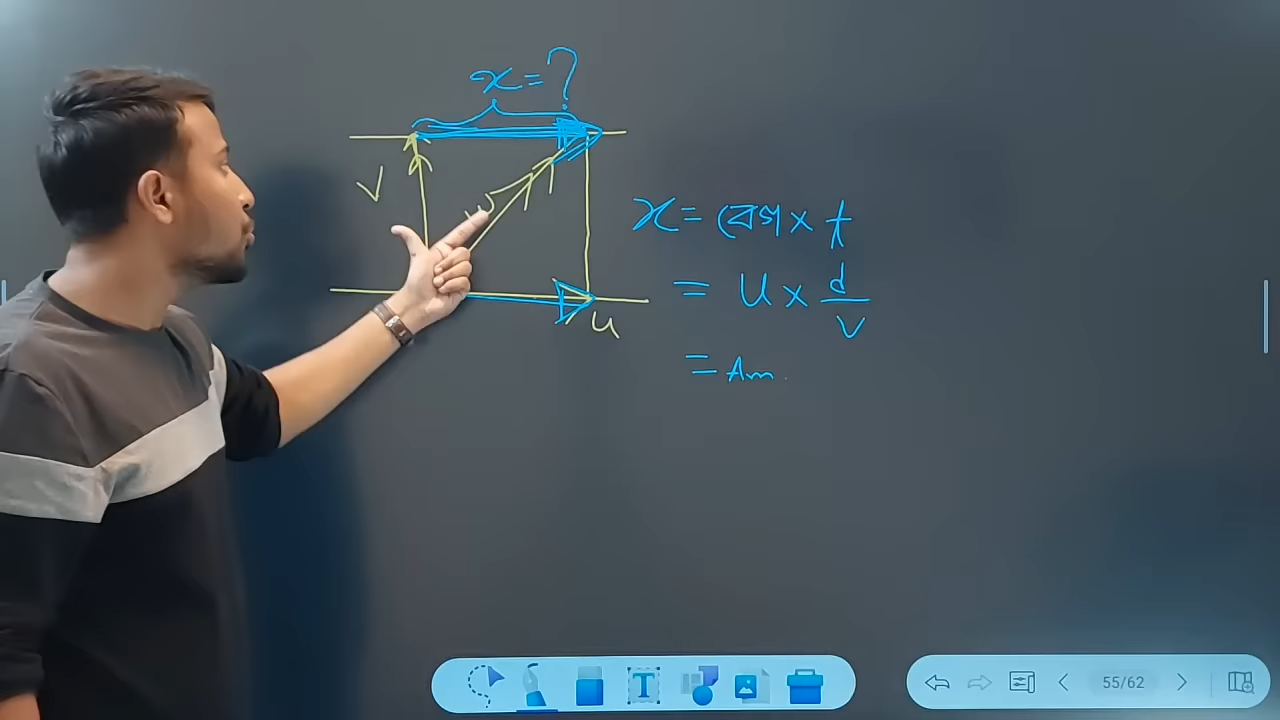 x = ?
V
w
u
x = বেগ × t
= u × d/v
= Am
T
55/62